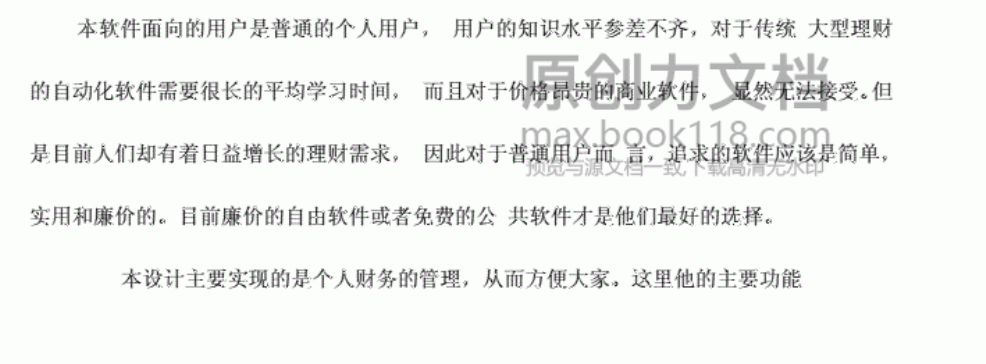 本软件面向的用户是普通的个人用户， 用户的知识水平参差不齐，对于传统 大型理财
的自动化软件需要很长的平均学习时间， 而且对于价格昂贵的商业软件， 显然无法接受。但
是目前人们却有着日益增长的理财需求， 因此对于普通用户而 言，追求的软件应该是简单，
实用和廉价的。目前廉价的自由软件或者免费的公 共软件才是他们最好的选择。
本设计主要实现的是个人财务的管理，从而方便大家。这里他的主要功能
原创力文档
max.book118.com
预览与源文档一致,下载高清无水印